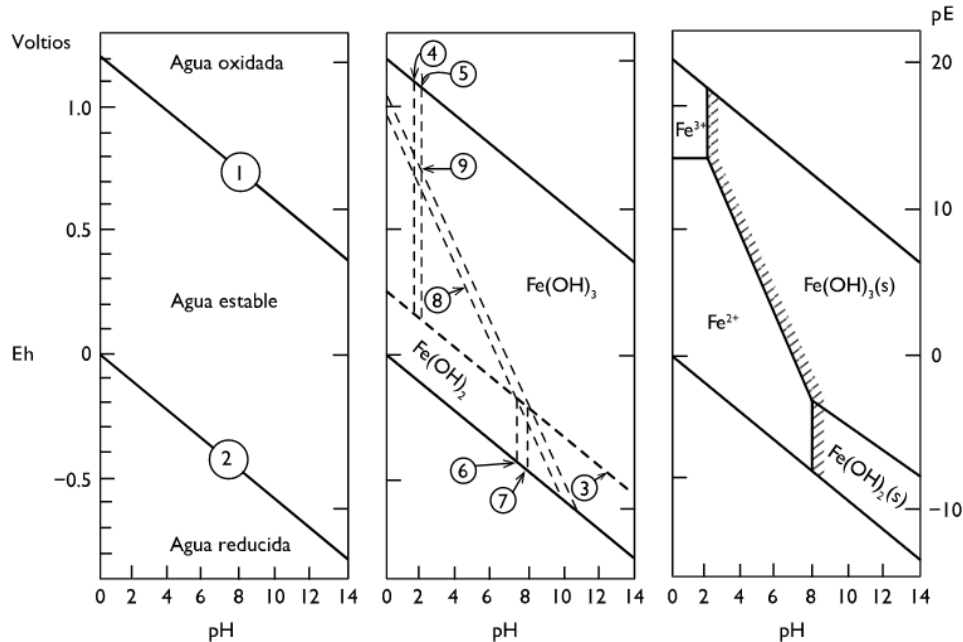 Voltios
Eh
1.0
0.5
0
−0.5
Agua oxidada
1
Agua estable
2
Agua reducida
0 2 4 6 8 10 12 14
pH
4
5
9
8
Fe(OH)3
Fe(OH)2
6
7
3
0 2 4 6 8 10 12 14
pH
pE
20
10
0
−10
Fe3+
Fe2+
Fe(OH)3(s)
Fe(OH)2(s)
0 2 4 6 8 10 12 14
pH